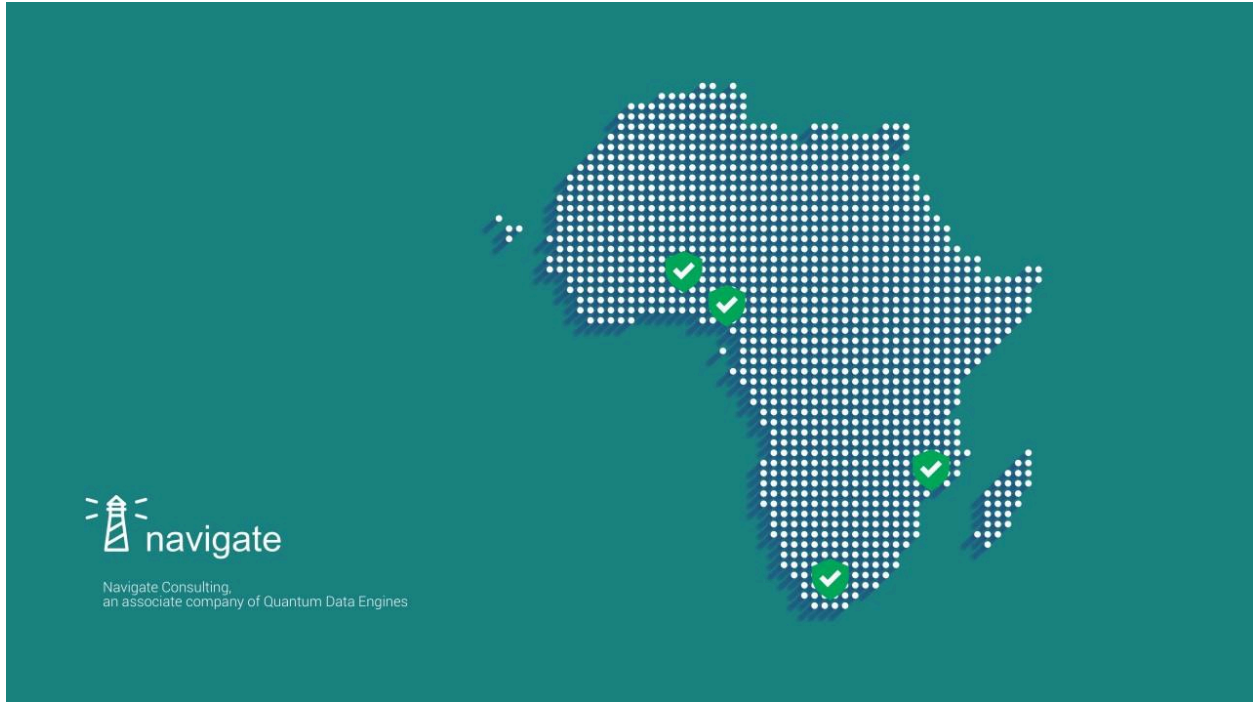 navigate
Navigate Consulting,
an associate company of Quantum Data Engines